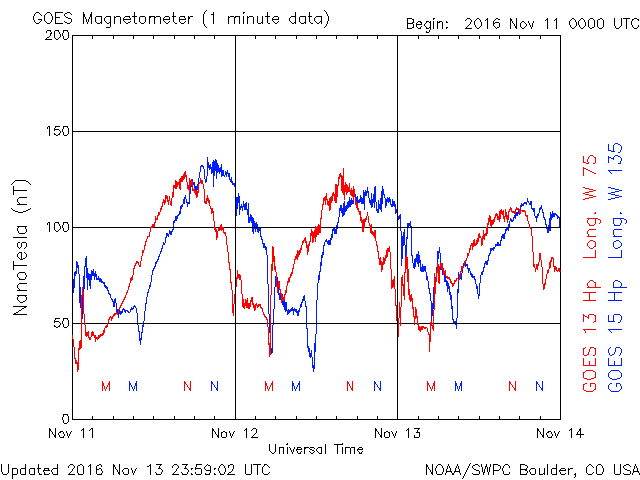 GOES Magnetometer (1 minute data)
Begin: 2016 Nov 11 0000 UTC
200
150
100
50
0
NanoTesla (nT)
M M N N M M N N M M N N
Nov 11 Nov 12 Nov 13 Nov 14
Universal Time
GOES 13 Hp Long. W 75
GOES 15 Hp Long. W 135
Updated 2016 Nov 13 23:59:02 UTC
NOAA/SWPC Boulder, CO USA